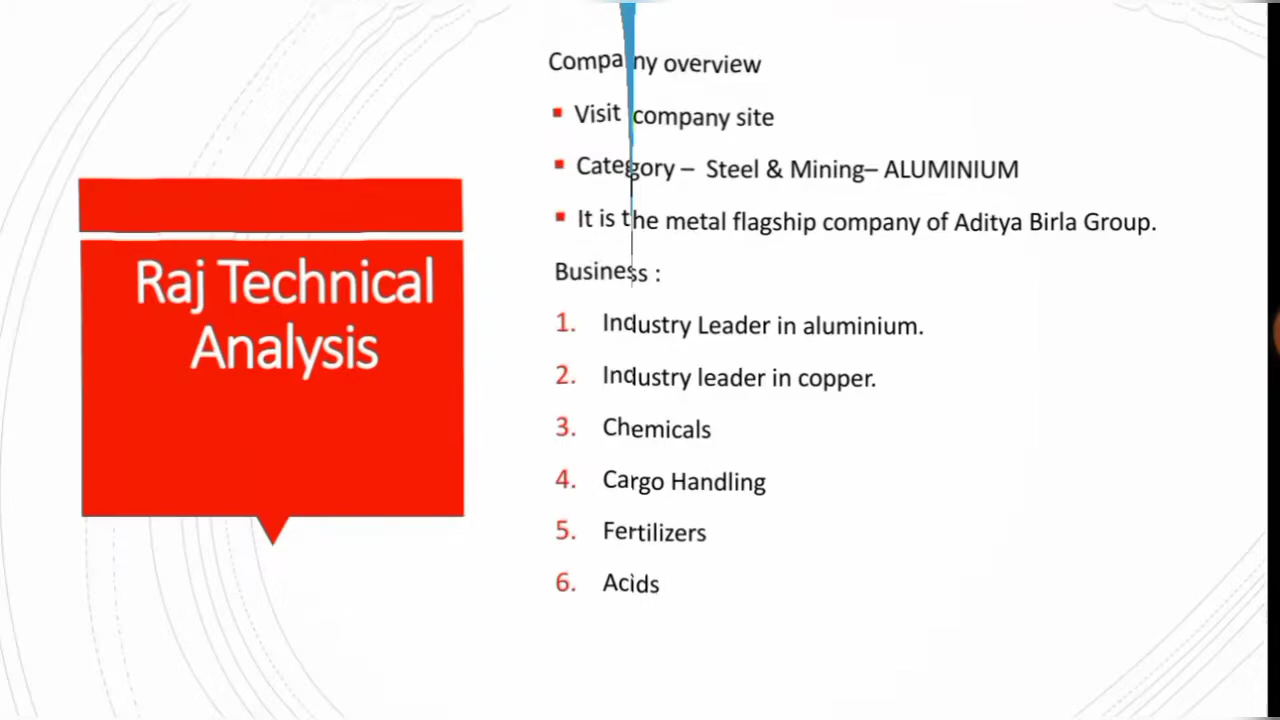 Raj Technical
Analysis
Company overview
▪ Visit company site
▪ Category – Steel & Mining– ALUMINIUM
▪ It is the metal flagship company of Aditya Birla Group.
Business :
1. Industry Leader in aluminium.
2. Industry leader in copper.
3. Chemicals
4. Cargo Handling
5. Fertilizers
6. Acids